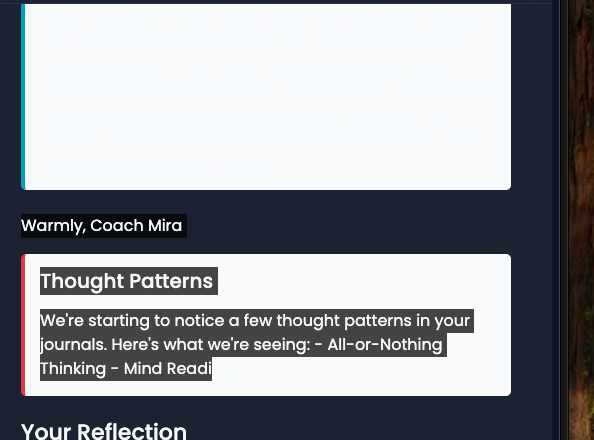 Warmly, Coach Mira
Thought Patterns
We're starting to notice a few thought patterns in your
journals. Here's what we're seeing: - All-or-Nothing
Thinking - Mind Readi
Your Reflection